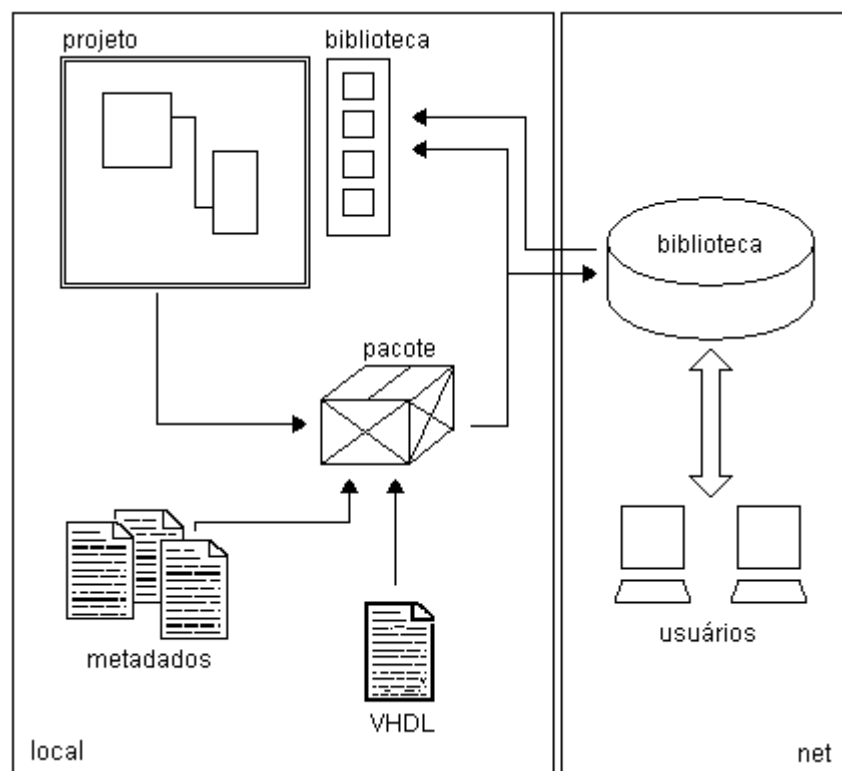 projeto
biblioteca
biblioteca
pacote
metadados
usuários
VHDL
local
net